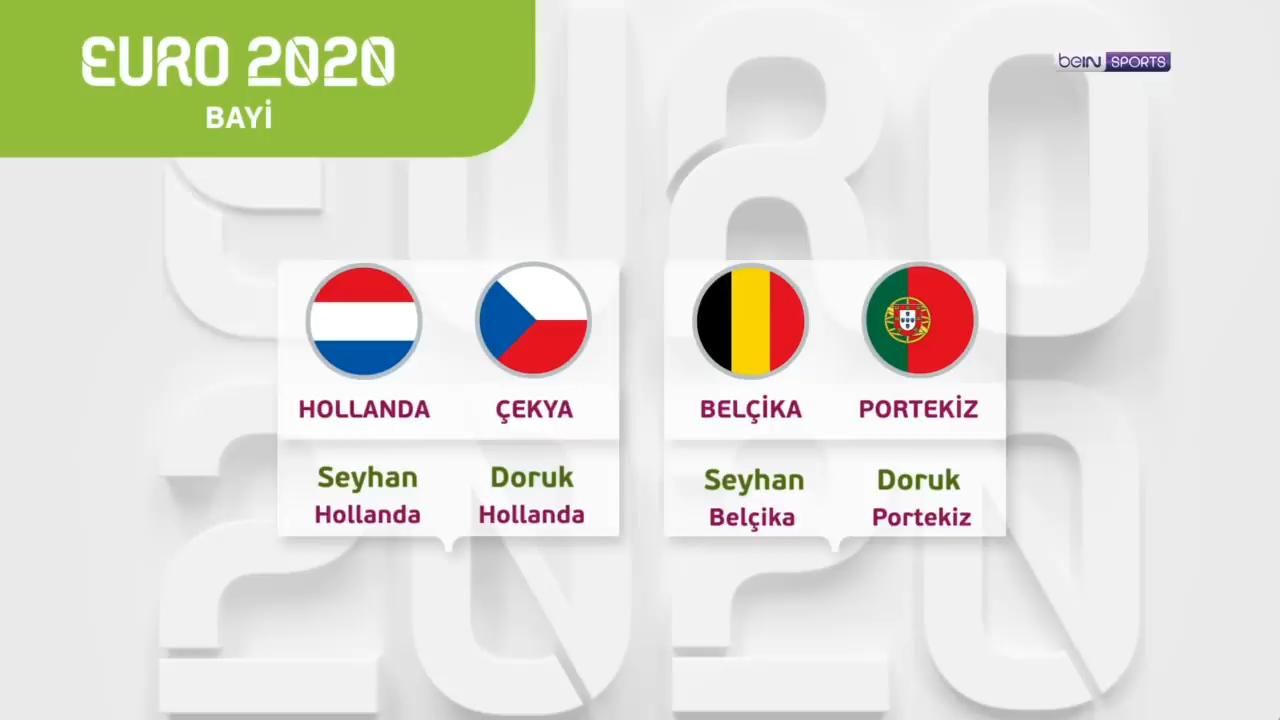 EURO 2020
BAYİ
beIN SPORTS
HOLLANDA ÇEKYA
Seyhan Doruk
Hollanda Hollanda
BELÇİKA PORTEKİZ
Seyhan Doruk
Belçika Portekiz